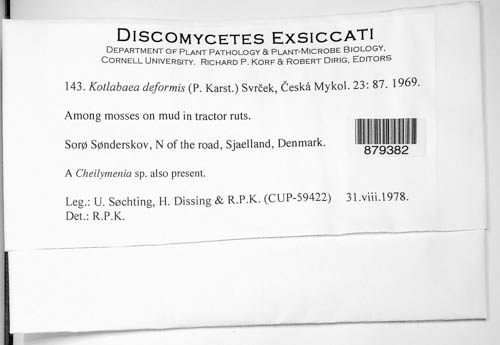 DISCOMYCETES EXSICCATI
DEPARTMENT OF PLANT PATHOLOGY & PLANT-MICROBE BIOLOGY,
CORNELL UNIVERSITY. RICHARD P. KORF & ROBERT DIRIG, EDITORS
143. Kotlabaea deformis (P. Karst.) Svrček, Česká Mykol. 23: 87. 1969.
Among mosses on mud in tractor ruts.
Sorø Sønderskov, N of the road, Sjaelland, Denmark.
879382
A Cheilymenia sp. also present.
Leg.: U. Søchting, H. Dissing & R.P.K. (CUP-59422) 31.viii.1978.
Det.: R.P.K.